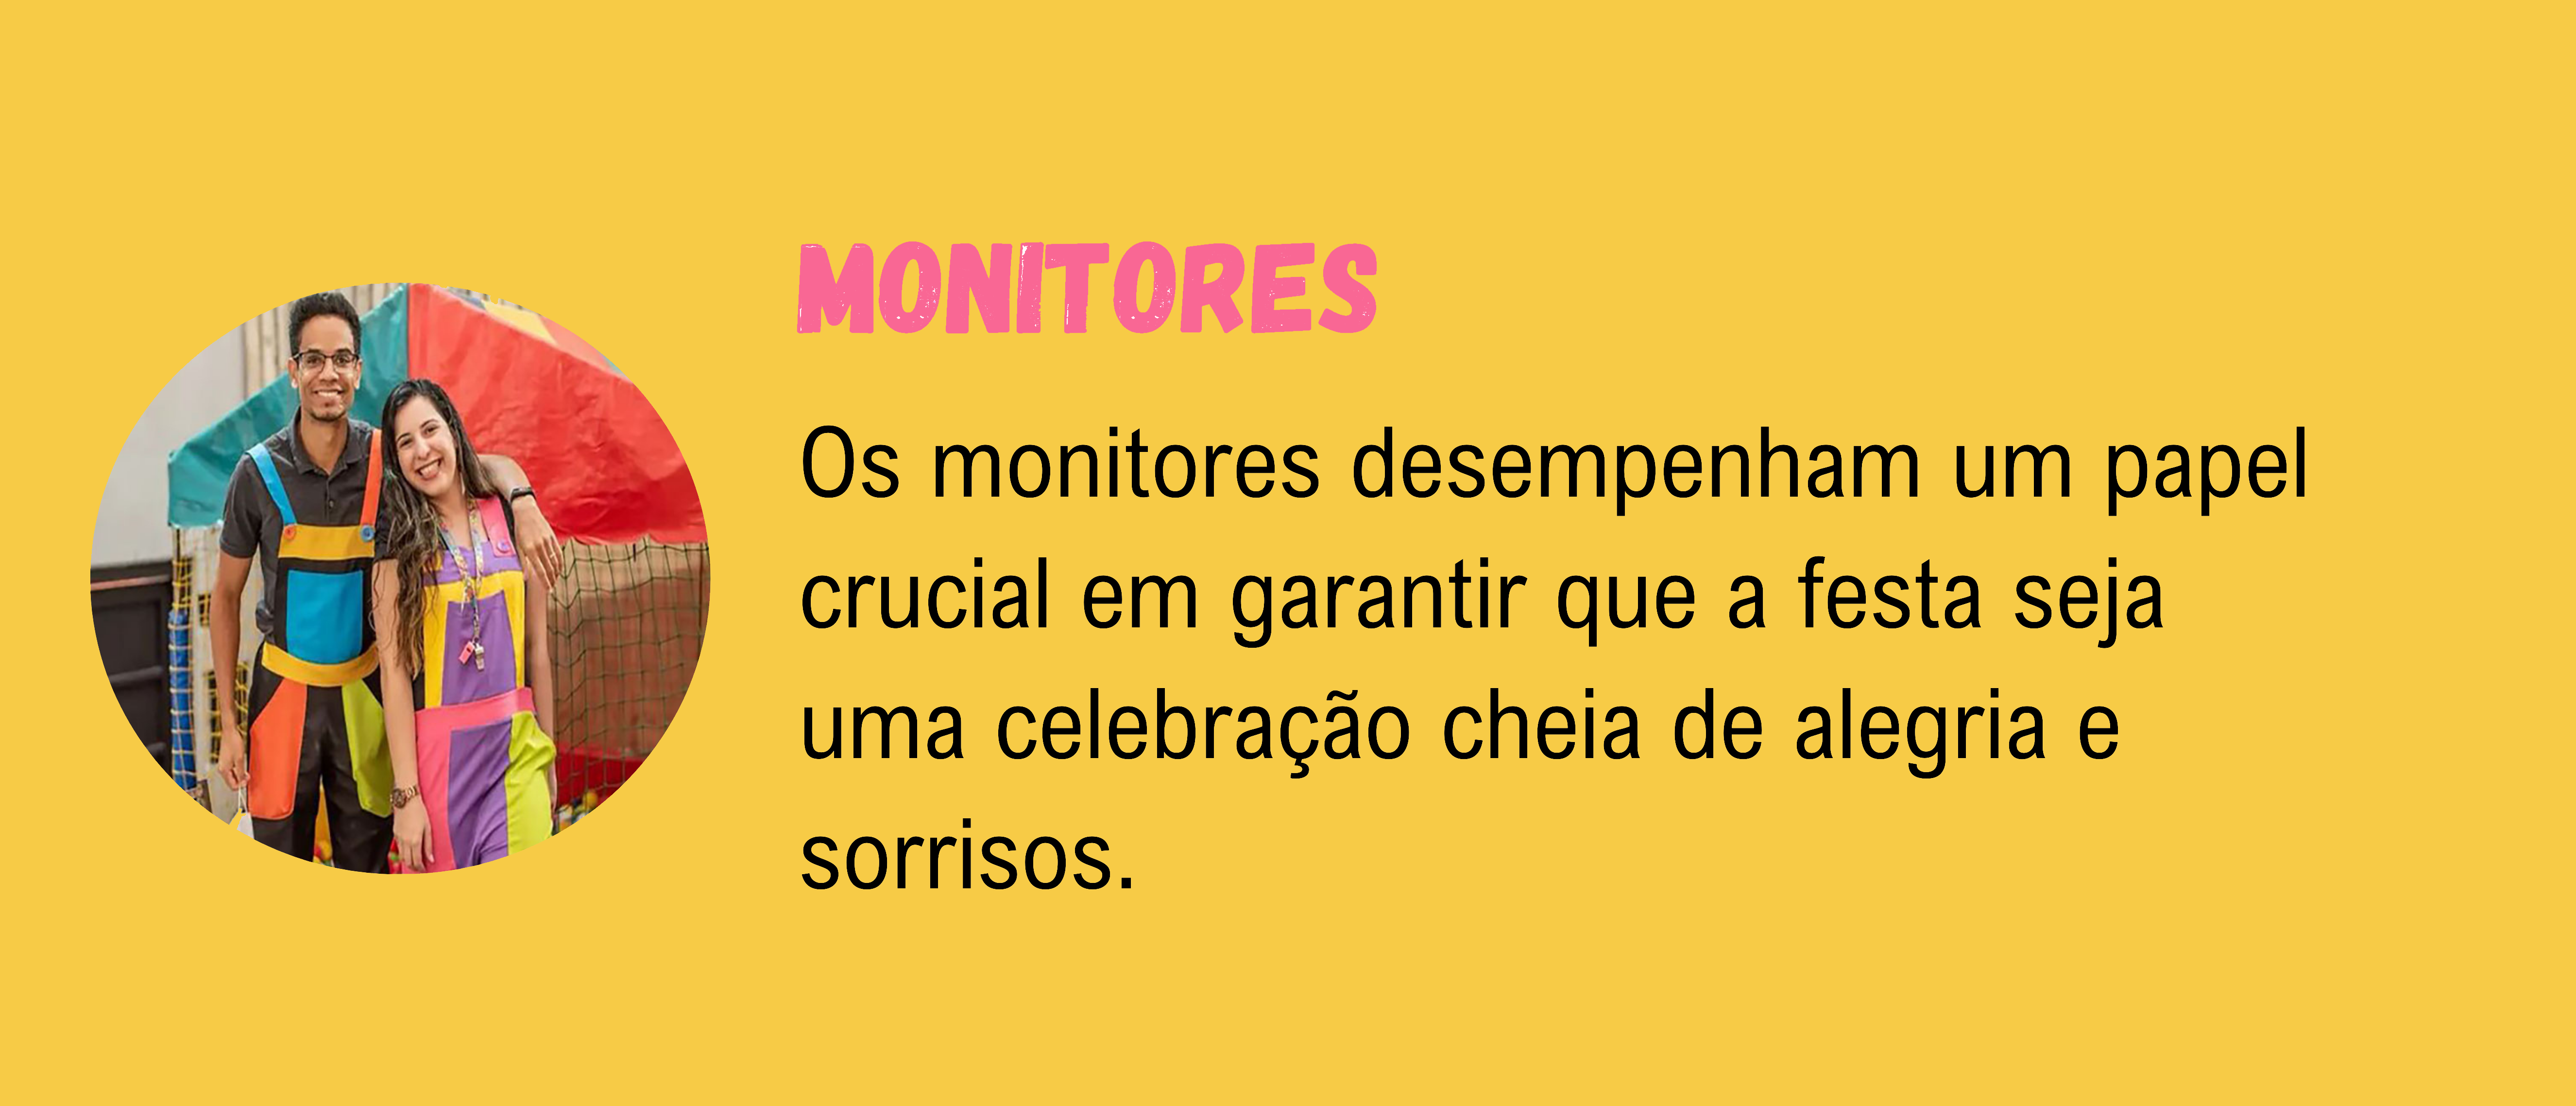 MONITORES
Os monitores desempenham um papel
crucial em garantir que a festa seja
uma celebração cheia de alegria e
sorrisos.